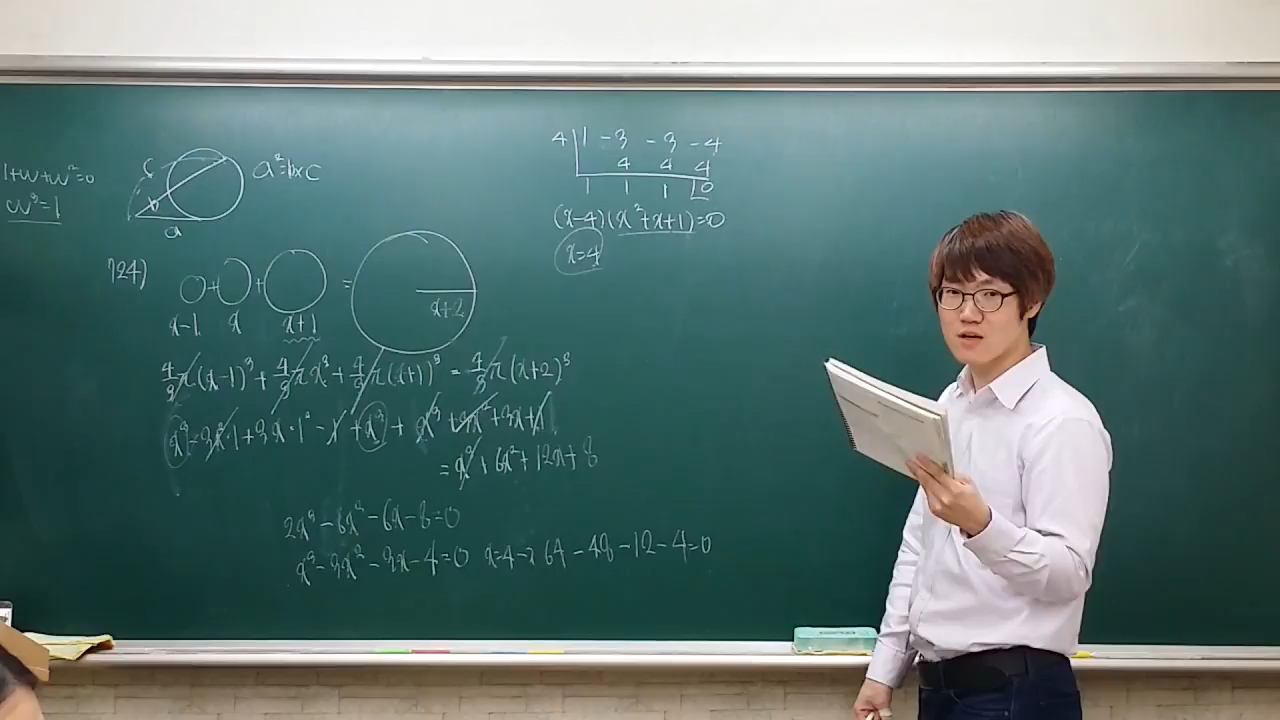 1+w+w²=0
w³=1
c
b
a
a²=b×c
724)
○+○+○=
x-1 x x+1
x+2
4/3π(x-1)³+4/3πx³+4/3π(x+1)³=4/3π(x+2)³
x³-3x²·1+3x·1²-1+x³+x³+3x²+3x+1
=x³+6x²+12x+8
2x³-6x²-6x-8=0
x³-3x²-3x-4=0 x=4→64-48-12-4=0
4 1 -3 -3 -4
4 4 4
1 1 1 0
(x-4)(x²+x+1)=0
x=4